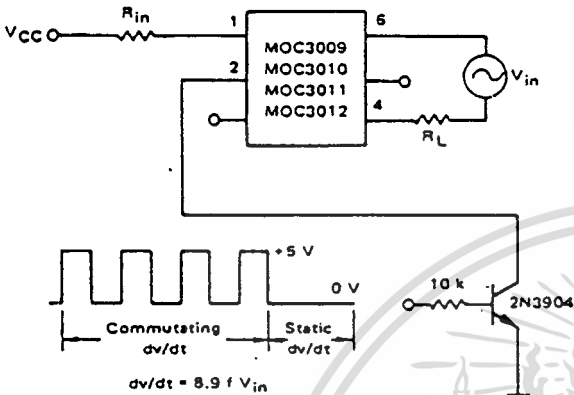 Rin
VCC
1
6
MOC3009
MOC3010
MOC3011
MOC3012
2
4
Vin
RL
+5 V
0 V
10 k
2N3904
Commutating
dv/dt
Static
dv/dt
dv/dt = 8.9 f Vin